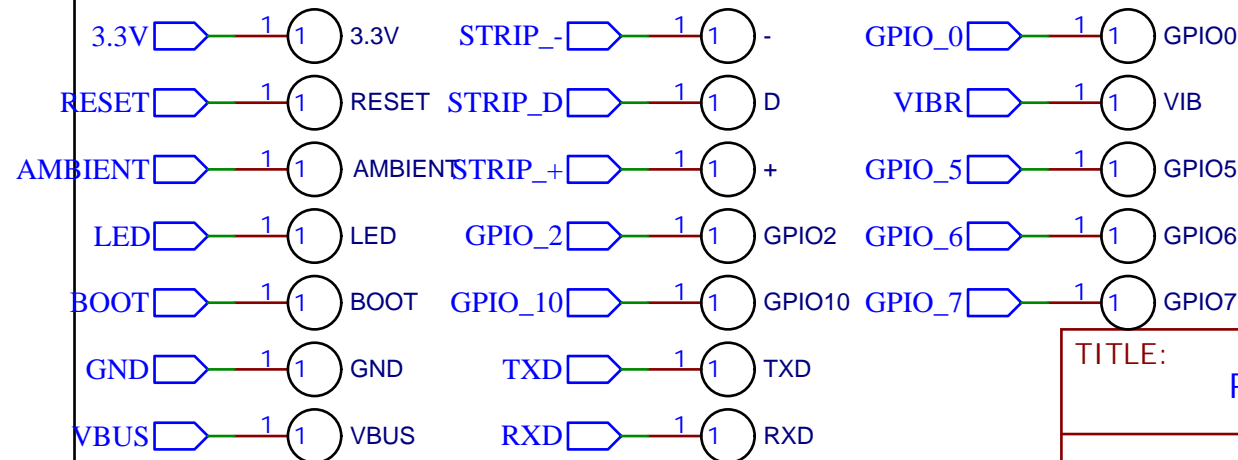 3.3V 1 1 3.3V STRIP_- 1 1 - GPIO_0 1 1 GPIO0
RESET 1 1 RESET STRIP_D 1 1 D VIBR 1 1 VIB
AMBIENT 1 1 AMBIENT STRIP_+ 1 1 + GPIO_5 1 1 GPIO5
LED 1 1 LED GPIO_2 1 1 GPIO2 GPIO_6 1 1 GPIO6
BOOT 1 1 BOOT GPIO_10 1 1 GPIO10 GPIO_7 1 1 GPIO7
TITLE:
GND 1 1 GND TXD 1 1 TXD
VBUS 1 1 VBUS RXD 1 1 RXD